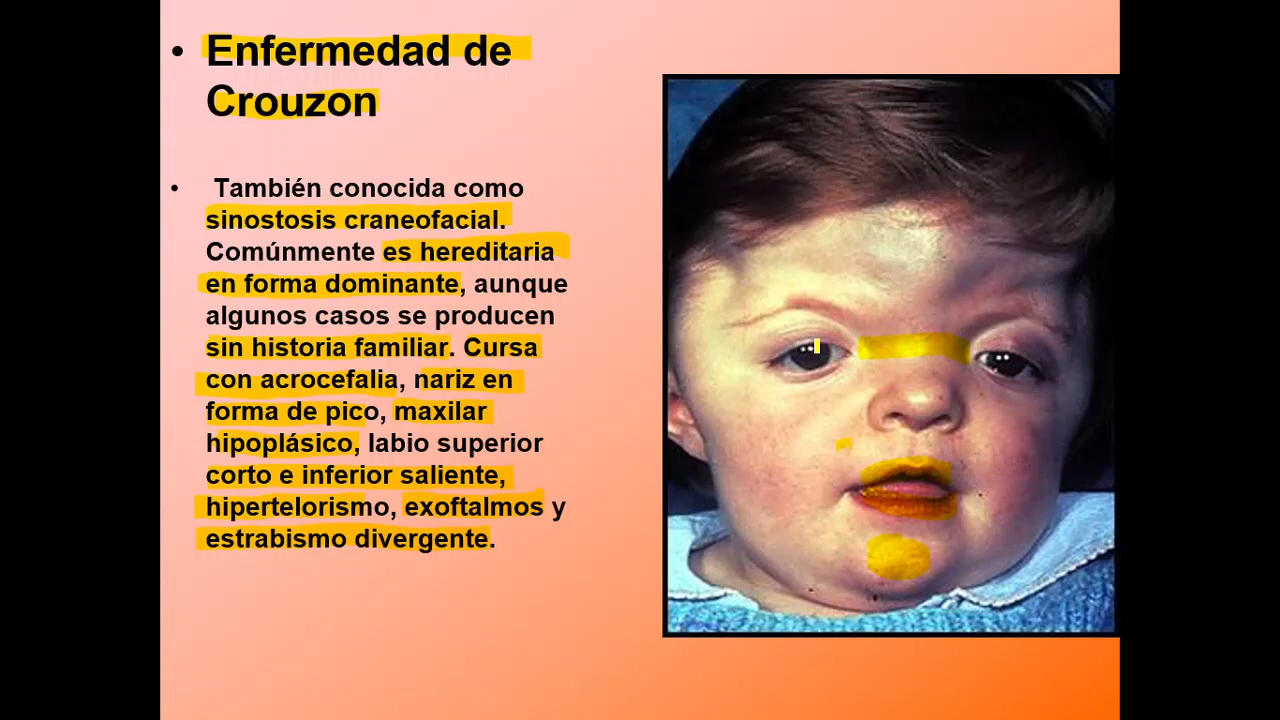 • Enfermedad de
Crouzon
• También conocida como
sinostosis craneofacial.
Comúnmente es hereditaria
en forma dominante, aunque
algunos casos se producen
sin historia familiar. Cursa
con acrocefalia, nariz en
forma de pico, maxilar
hipoplásico, labio superior
corto e inferior saliente,
hipertelorismo, exoftalmos y
estrabismo divergente.